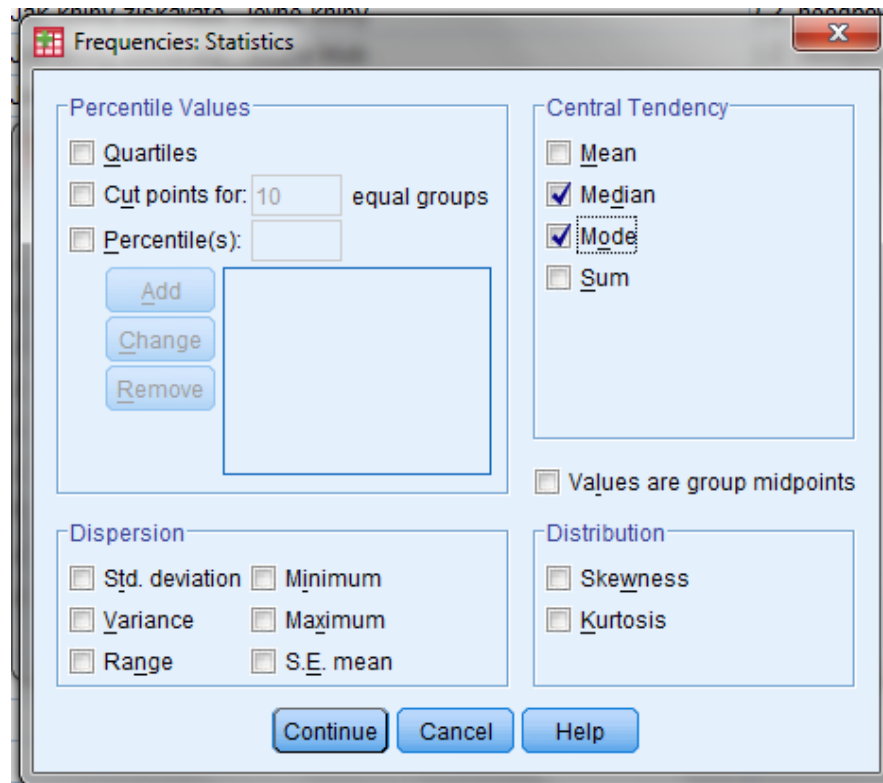 Frequencies: Statistics
Percentile Values
Quartiles
Cut points for: 10 equal groups
Percentile(s):
Add
Change
Remove
Central Tendency
Mean
Median
Mode
Sum
Values are group midpoints
Dispersion
Std. deviation Minimum
Variance Maximum
Range S.E. mean
Distribution
Skewness
Kurtosis
Continue Cancel Help